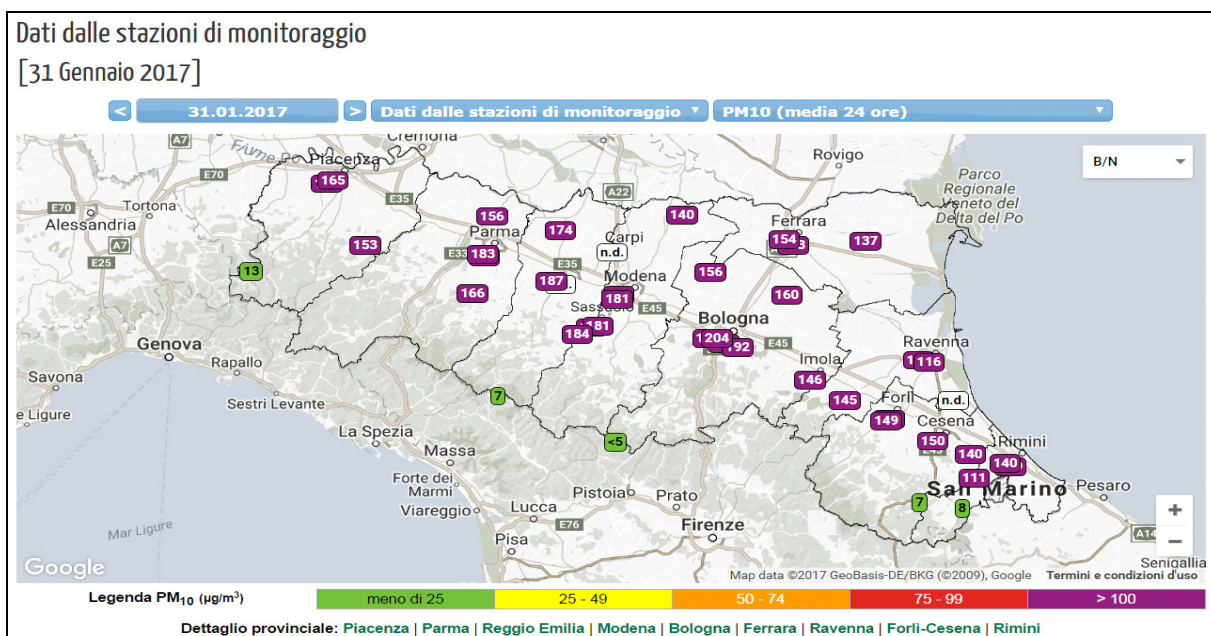 Dati dalle stazioni di monitoraggio
[31 Gennaio 2017]
< 31.01.2017 > Dati dalle stazioni di monitoraggio PM10 (media 24 ore)
B/N
A7
Fiume Po
Cremona
Piacenza
E70
Rovigo
Parco
Regionale
Veneto del
Delta del Po
165
E70
Tortona
E35
A22
Alessandria
156
140
Ferrara
Parma
174
Carpi
154
137
A7
153
n.d.
E25
183
E35
13
187
Modena
156
166
181
160
Sassuolo
E45
184
181
Bologna
204
192
E45
Ravenna
Genova
Imola
116
Rapallo
146
Savona
7
145
Forlì
n.d.
Sestri Levante
149
Cesena
e Ligure
La Spezia
<5
150
Rimini
Massa
E45
140
140
Forte dei
Marmi
111
Pistoia
Prato
San Marino
Pesaro
Viareggio
Lucca
7
8
+
E76
Firenze
Mar Ligure
Pisa
−
A14
Senigallia
Google
Map data ©2017 GeoBasis-DE/BKG (©2009), Google Termini e condizioni d'uso
Legenda PM10 (µg/m³) meno di 25 25 - 49 50 - 74 75 - 99 > 100
Dettaglio provinciale: Piacenza | Parma | Reggio Emilia | Modena | Bologna | Ferrara | Ravenna | Forlì-Cesena | Rimini